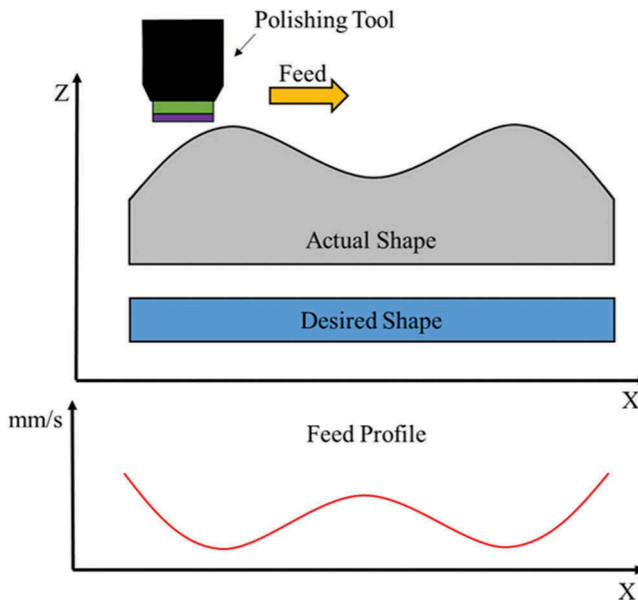 Polishing Tool
Feed
Z
Actual Shape
Desired Shape
X
mm/s
Feed Profile
X